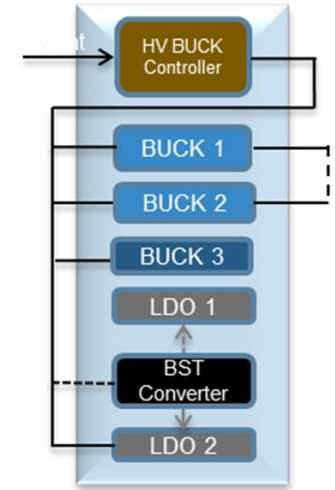 VBat
HV BUCK
Controller
BUCK 1
BUCK 2
BUCK 3
LDO 1
BST
Converter
LDO 2